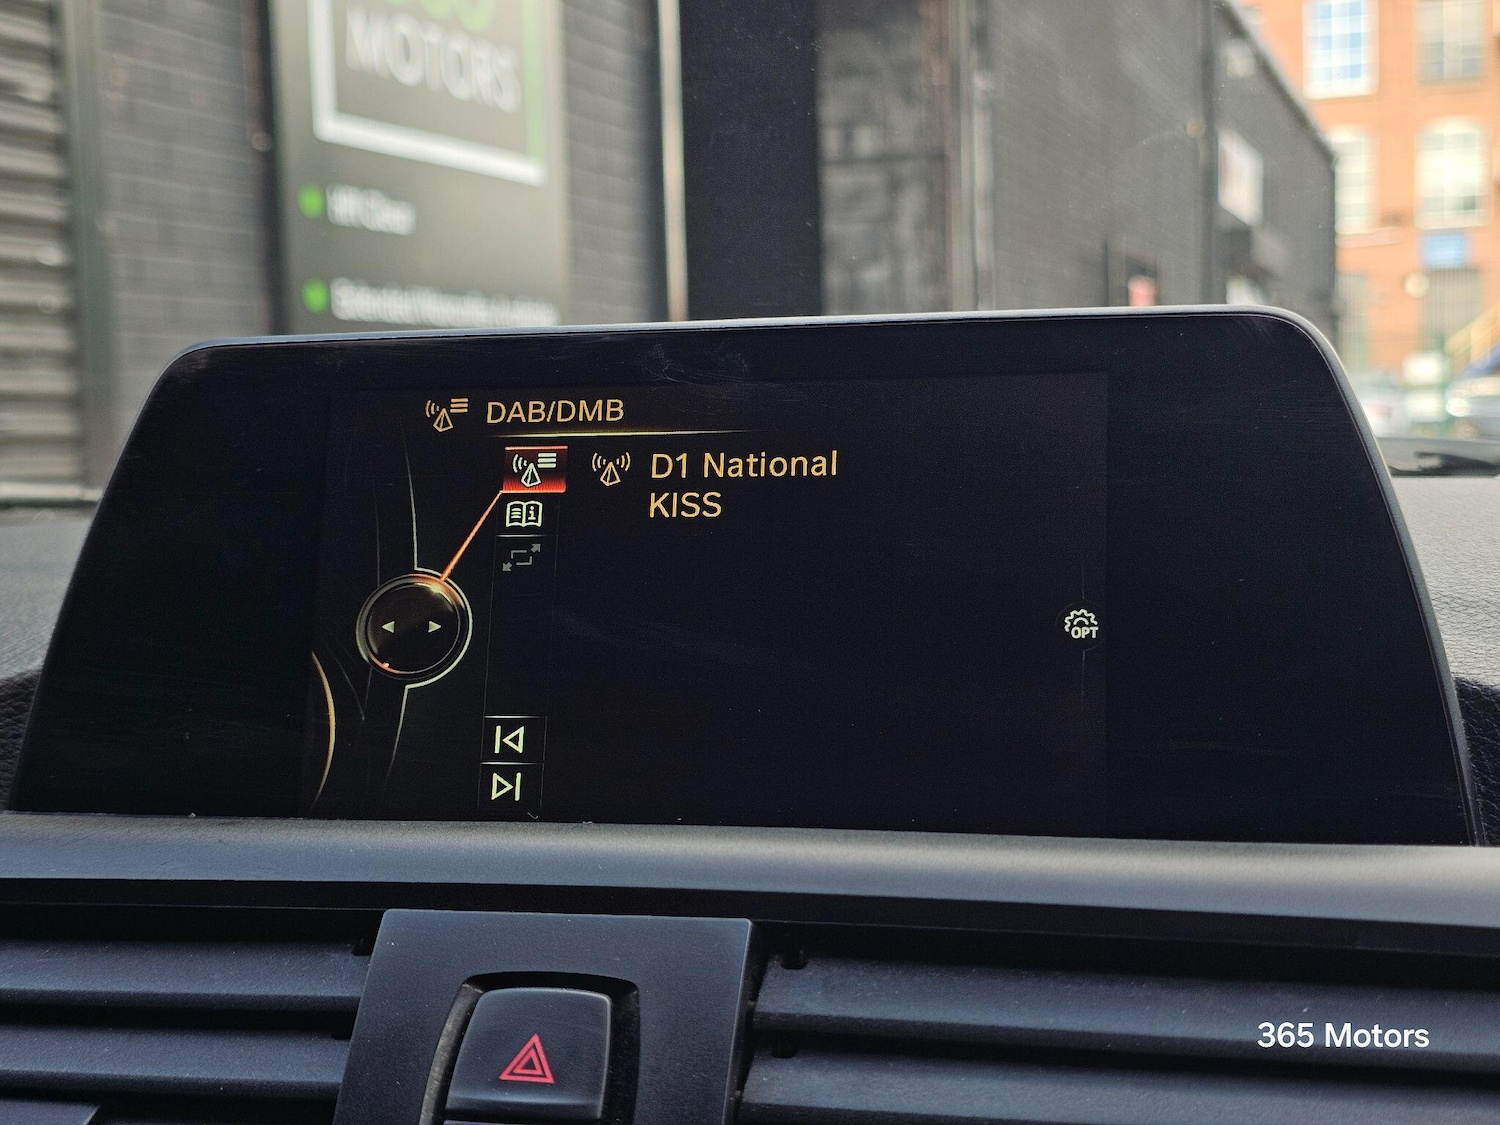 MOTORS
DAB/DMB
D1 National
KISS
OPT
365 Motors